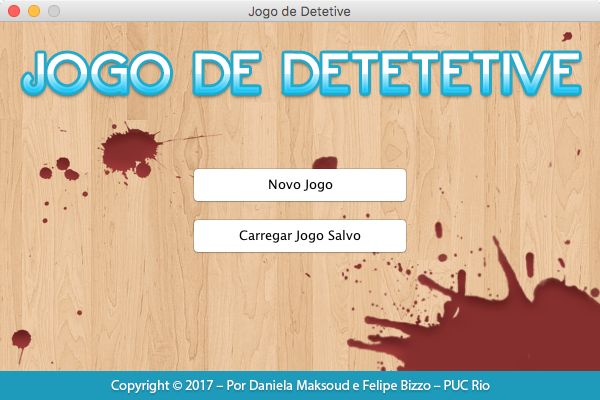 Jogo de Detetive
JOGO DE DETETETIVE
Novo Jogo
Carregar Jogo Salvo
Copyright © 2017 – Por Daniela Maksoud e Felipe Bizzo – PUC Rio